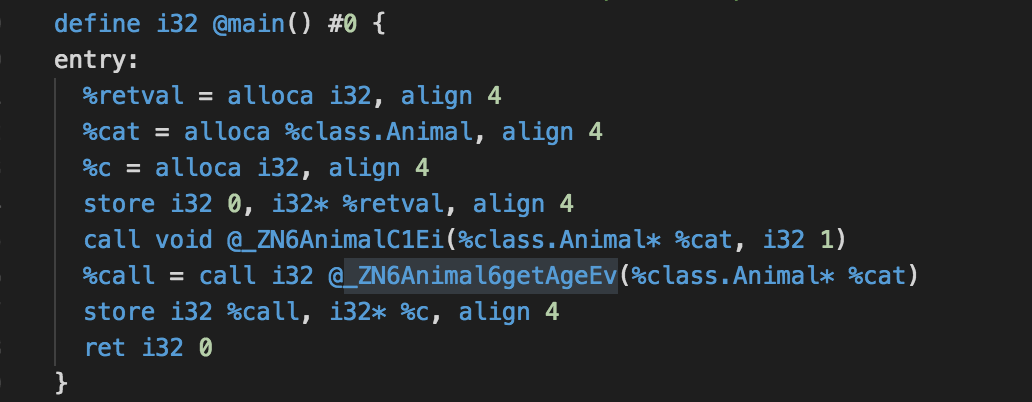 define i32 @main() #0 {
entry:
%retval = alloca i32, align 4
%cat = alloca %class.Animal, align 4
%c = alloca i32, align 4
store i32 0, i32* %retval, align 4
call void @_ZN6AnimalC1Ei(%class.Animal* %cat, i32 1)
%call = call i32 @_ZN6Animal6getAgeEv(%class.Animal* %cat)
store i32 %call, i32* %c, align 4
ret i32 0
}